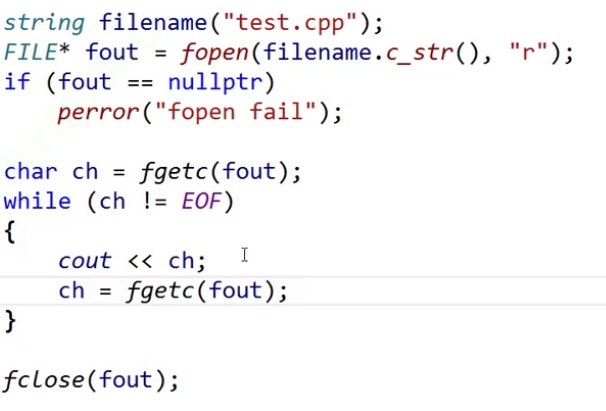 string filename("test.cpp");
FILE* fout = fopen(filename.c_str(), "r");
if (fout == nullptr)
    perror("fopen fail");
char ch = fgetc(fout);
while (ch != EOF)
{
    cout << ch;
    ch = fgetc(fout);
}
fclose(fout);